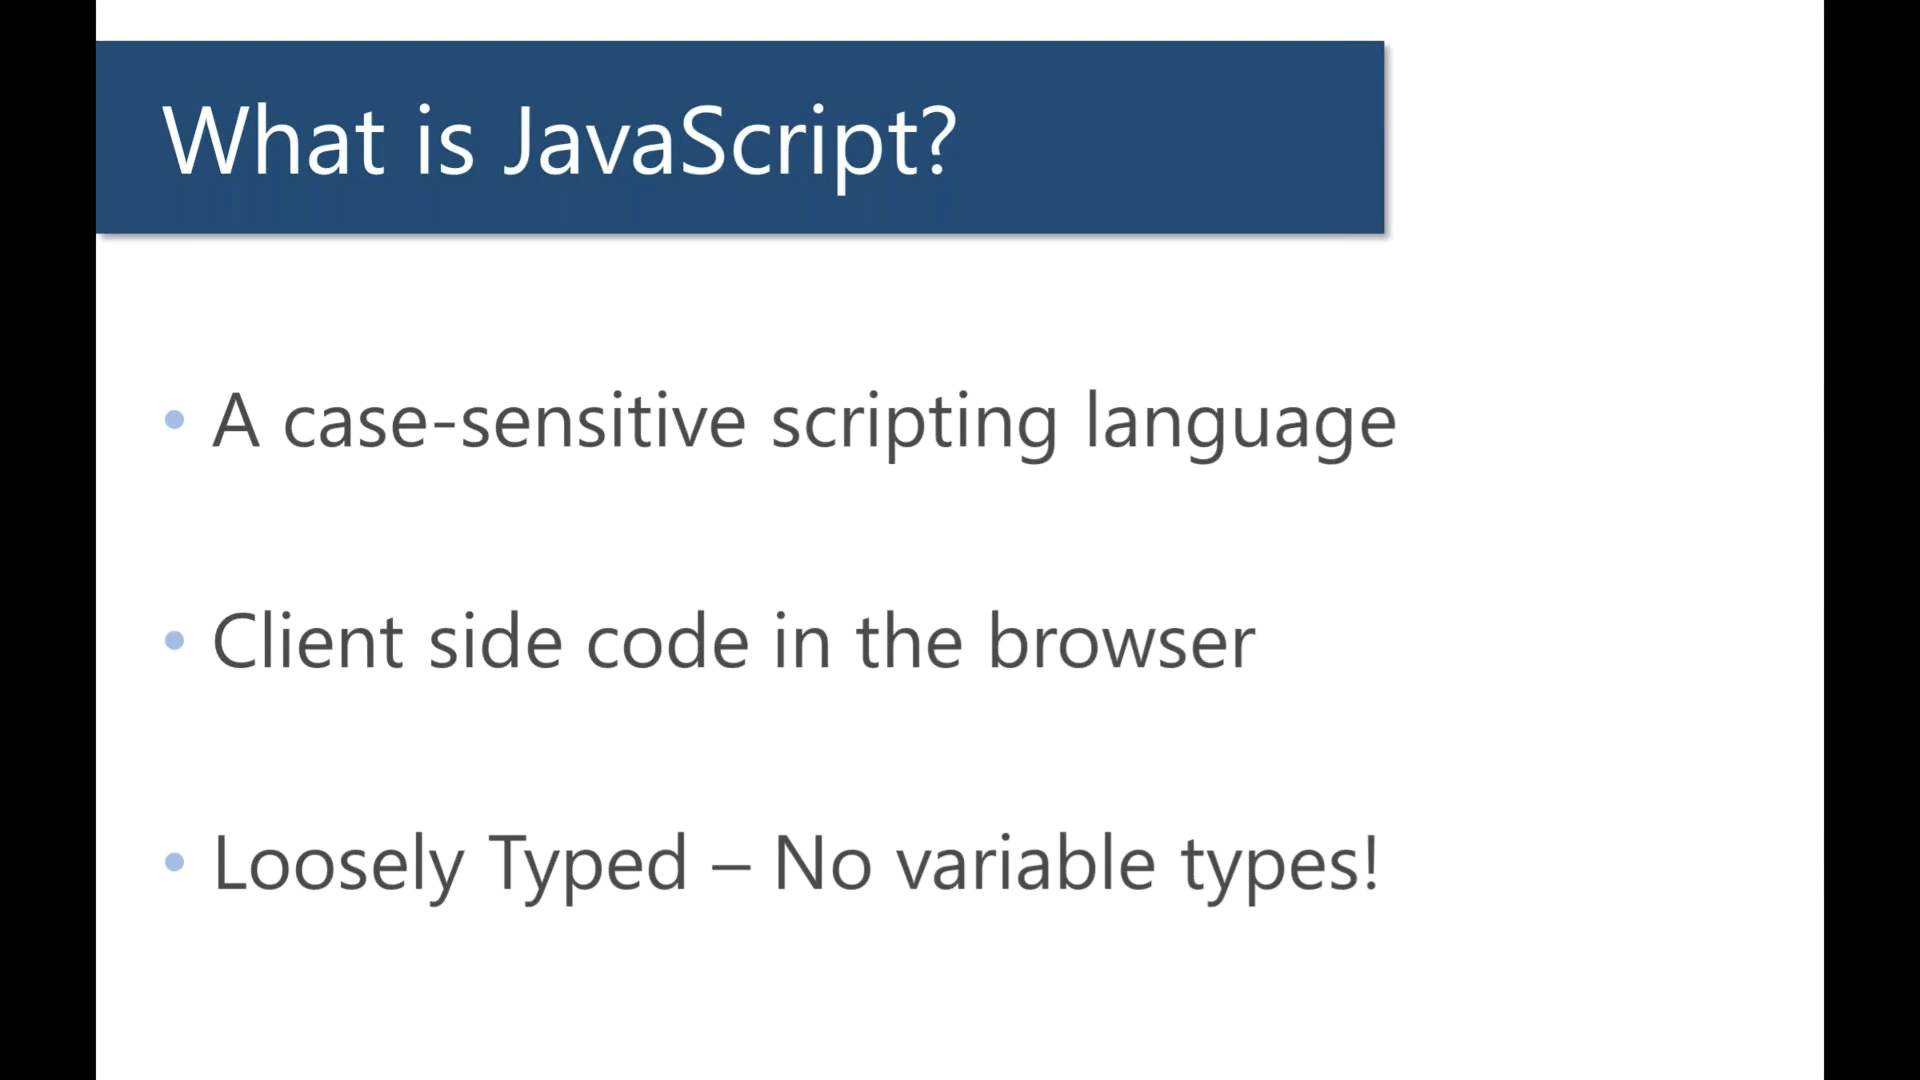 What is JavaScript?
• A case-sensitive scripting language
• Client side code in the browser
• Loosely Typed – No variable types!